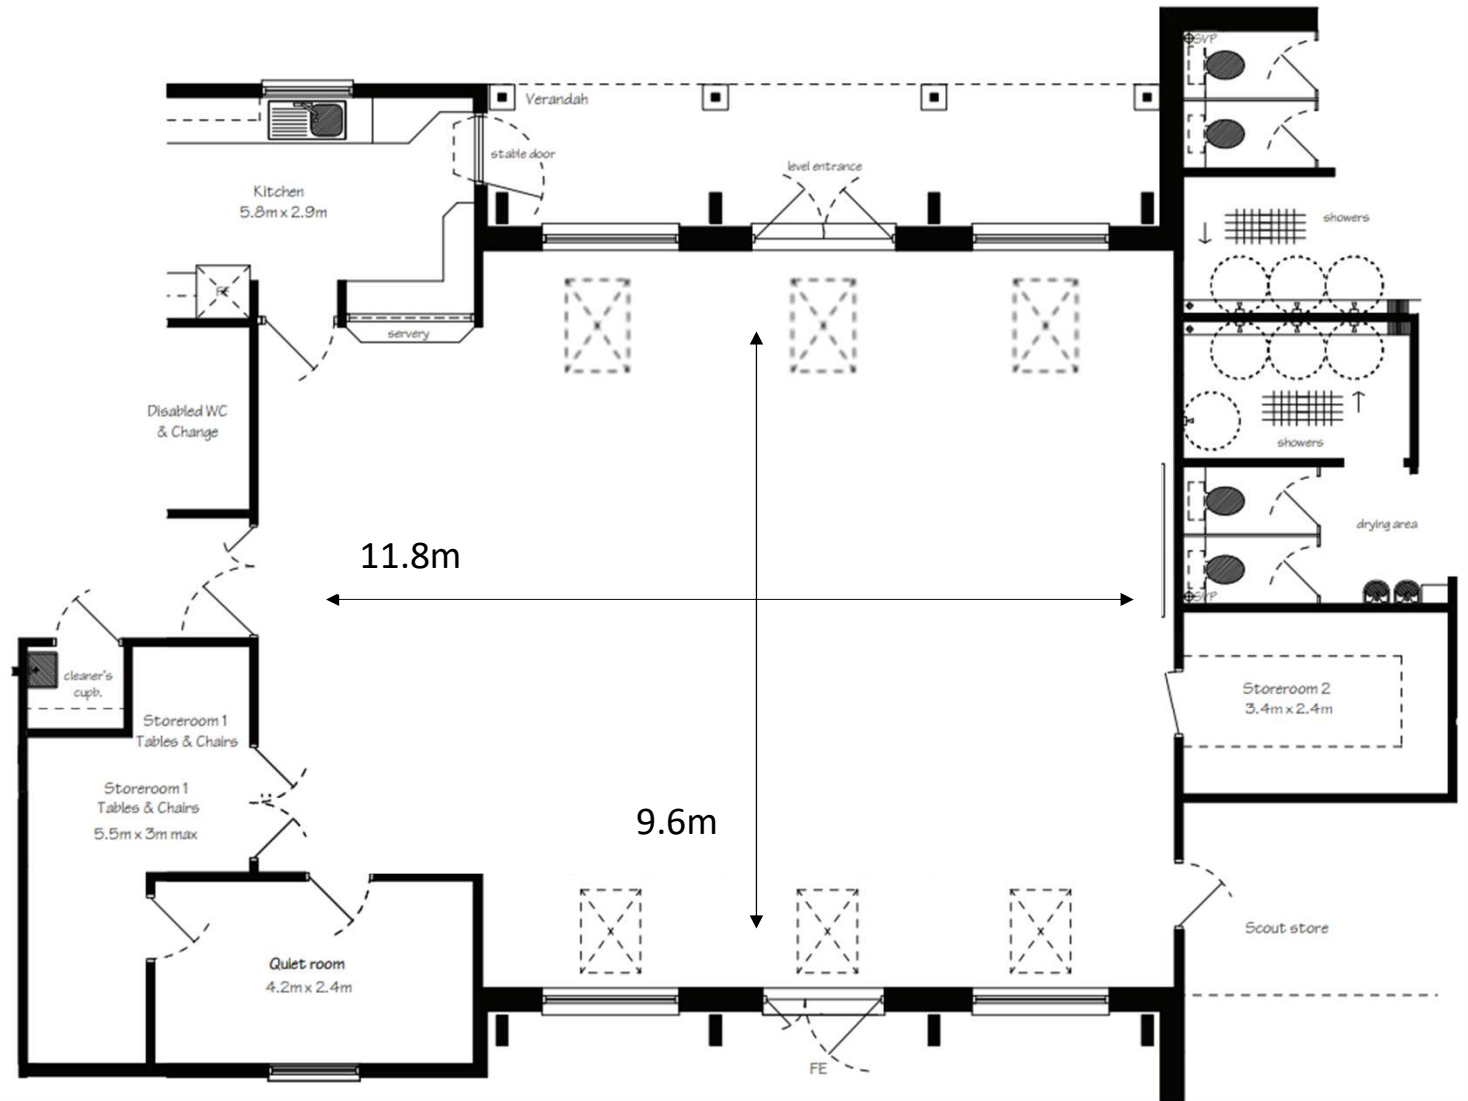 SVP
Verandah
stable door
level entrance
Kitchen
5.8m x 2.9m
showers
servery
Disabled WC
& Change
showers
11.8m
drying area
SVP
cleaner's
cupb.
Storeroom 2
3.4m x 2.4m
Storeroom 1
Tables & Chairs
Storeroom 1
Tables & Chairs
5.5m x 3m max
9.6m
Scout store
Quiet room
4.2m x 2.4m
FE